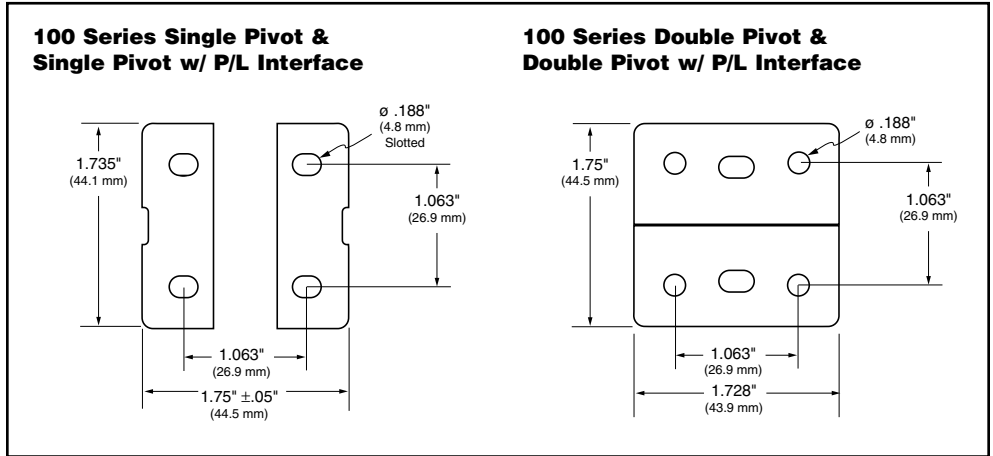 100 Series Single Pivot &
Single Pivot w/ P/L Interface
ø .188"
(4.8 mm)
Slotted
1.735"
(44.1 mm)
1.063"
(26.9 mm)
1.063"
(26.9 mm)
1.75" ±.05"
(44.5 mm)
100 Series Double Pivot &
Double Pivot w/ P/L Interface
ø .188"
(4.8 mm)
1.75"
(44.5 mm)
1.063"
(26.9 mm)
1.063"
(26.9 mm)
1.728"
(43.9 mm)